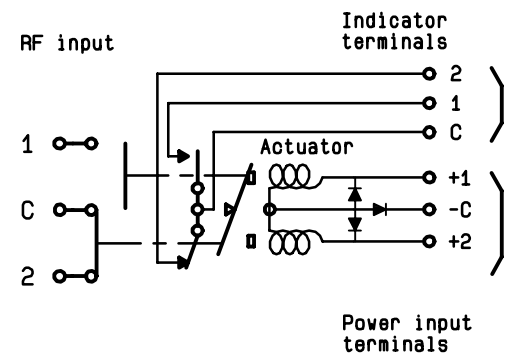 Indicator
terminals
RF input
2
1
C
1
Actuator
+1
C
-C
+2
2
Power input
terminals